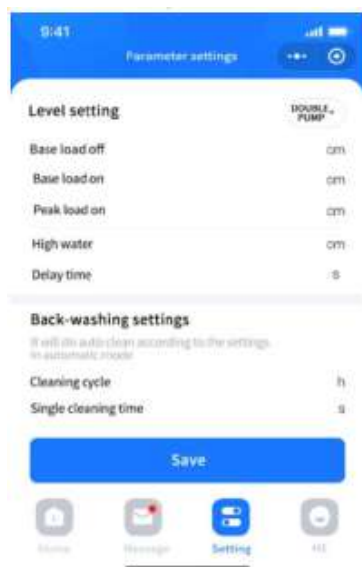 9:41
Parameter settings
Level setting
DOUBLE
PUMP
Base load off cm
Base load on cm
Peak load on cm
High water cm
Delay time s
Back-washing settings
It will do auto clean according to the settings
in automatic mode
Cleaning cycle h
Single cleaning time s
Save
Home Message Setting ME